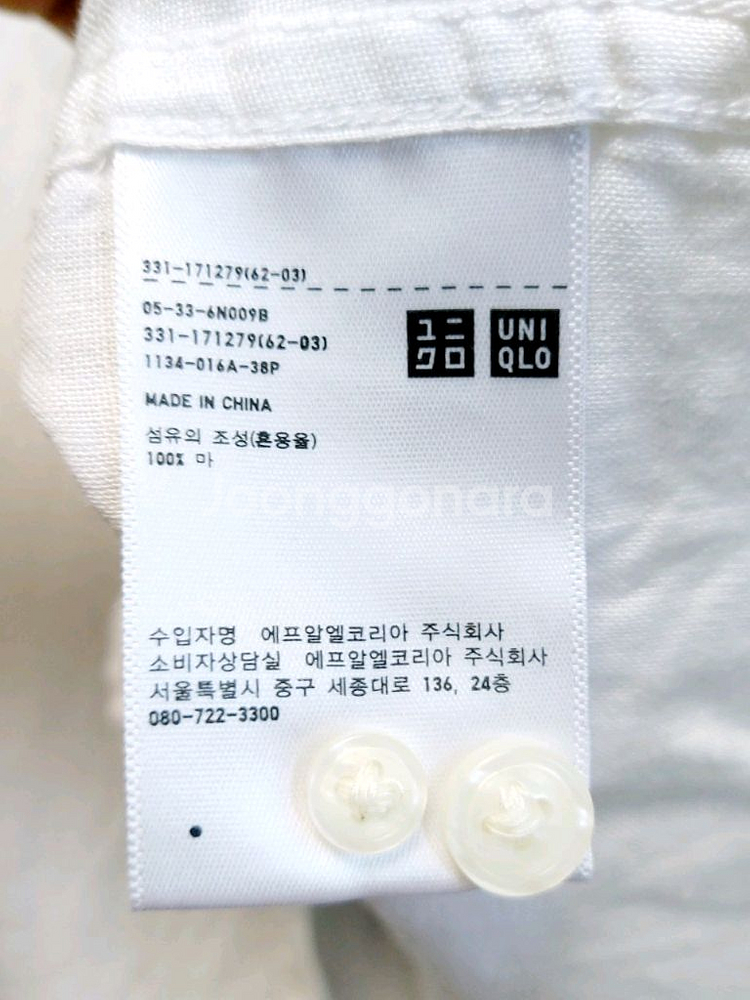 331-171279(62-03)
05-33-6N009B
331-171279(62-03)
1134-016A-38P
ユニ
クロ
UNI
QLO
MADE IN CHINA
섬유의 조성(혼용율)
100% 마
Joonggonara
수입자명 에프알엘코리아 주식회사
소비자상담실 에프알엘코리아 주식회사
서울특별시 중구 세종대로 136, 24층
080-722-3300